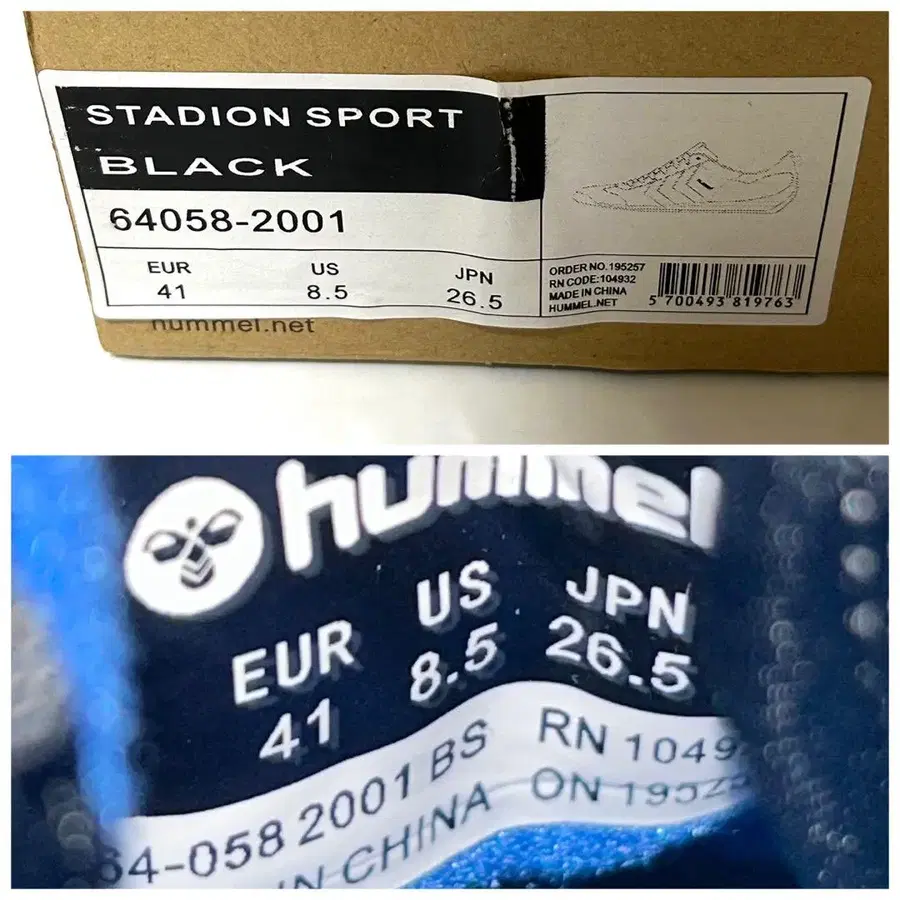 STADION SPORT
BLACK
64058-2001
EUR US JPN
41 8.5 26.5
ORDER NO.195257
RN CODE:104932
MADE IN CHINA
HUMMEL.NET
5 700493 819763
hummel.net
hummel
EUR US JPN
41 8.5 26.5
64-058 2001 BS RN 1049
IN CHINA ON